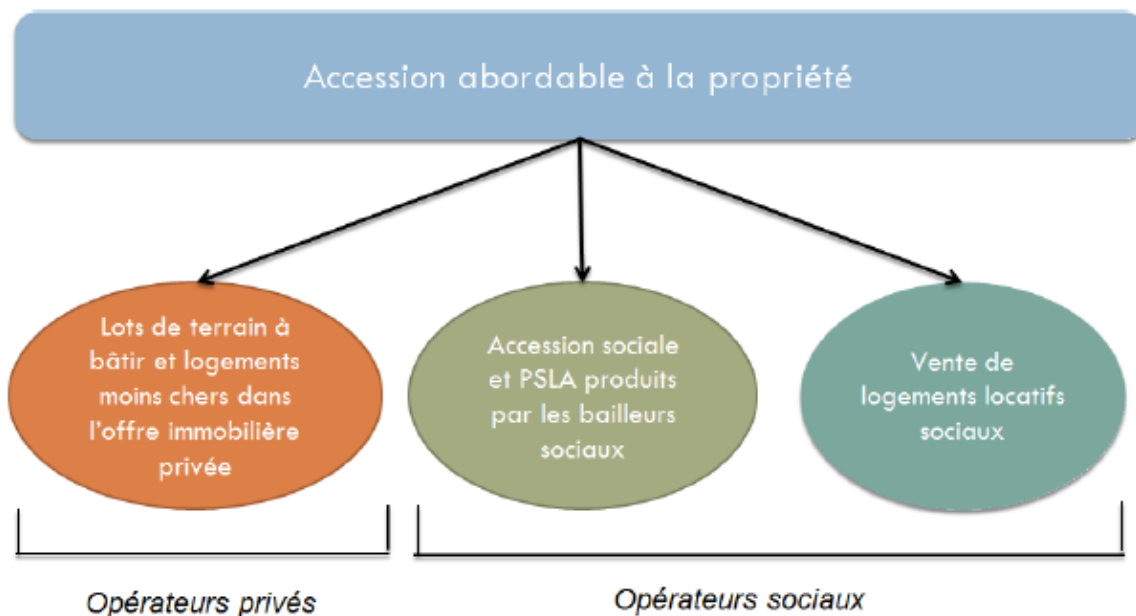 Accession abordable à la propriété
Lots de terrain à
bâtir et logements
moins chers dans
l'offre immobilière
privée
Accession sociale
et PSLA produits
par les bailleurs
sociaux
Vente de
logements locatifs
sociaux
Opérateurs privés
Opérateurs sociaux